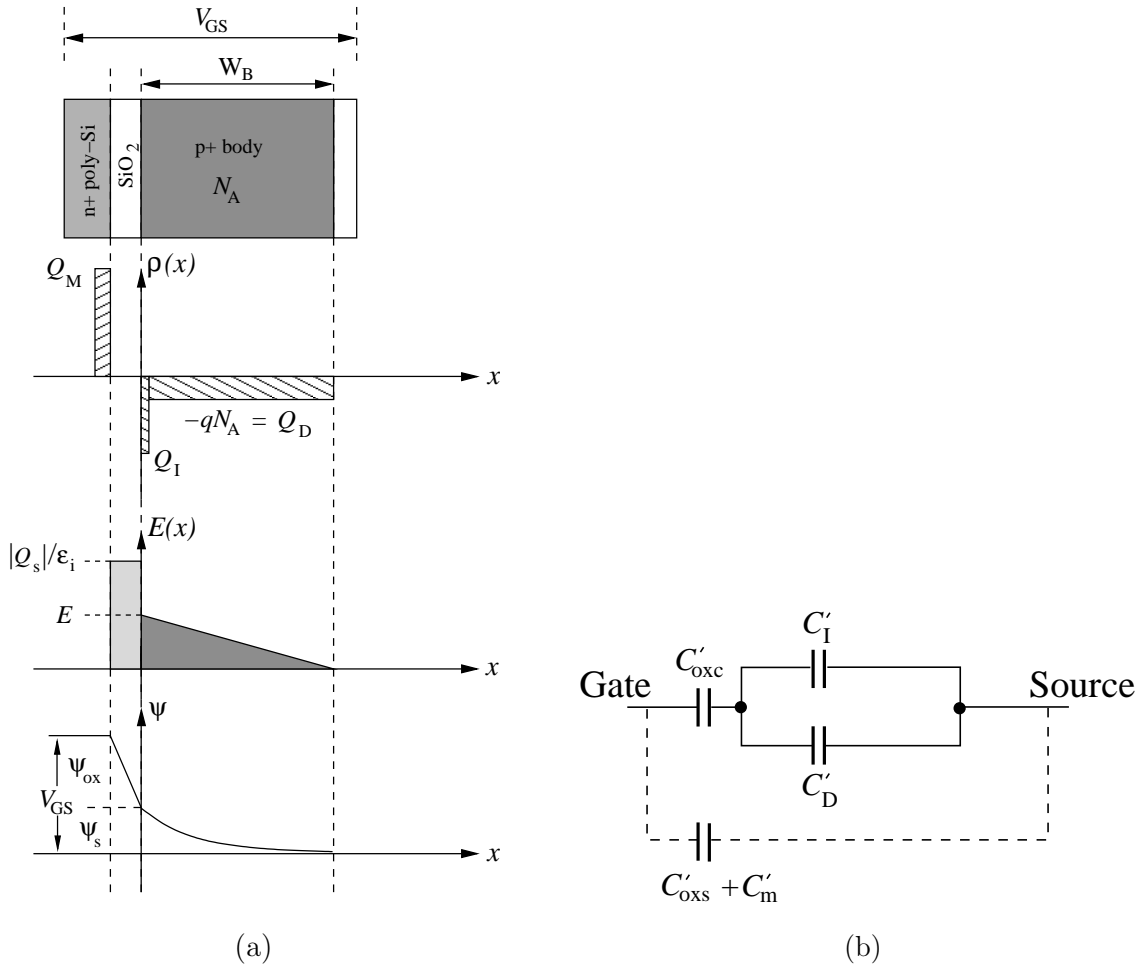 V_GS
W_B
n+ poly−Si
SiO_2
p+ body
N_A
Q_M
ρ(x)
x
−qN_A = Q_D
Q_I
E(x)
|Q_s|/ε_i
E
x
ψ
ψ_ox
V_GS
ψ_s
x
(a)
C′_I
C′_oxc
Gate
Source
C′_D
C′_oxs + C′_m
(b)